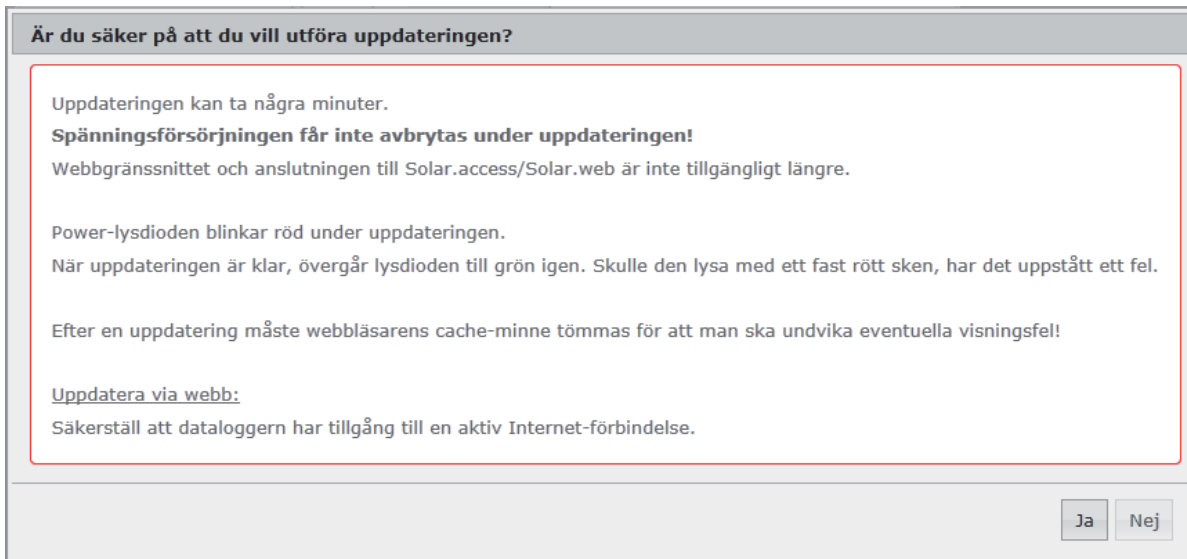 Är du säker på att du vill utföra uppdateringen?
Uppdateringen kan ta några minuter.
Spänningsförsörjningen får inte avbrytas under uppdateringen!
Webbgränssnittet och anslutningen till Solar.access/Solar.web är inte tillgängligt längre.
Power-lysdioden blinkar röd under uppdateringen.
När uppdateringen är klar, övergår lysdioden till grön igen. Skulle den lysa med ett fast rött sken, har det uppstått ett fel.
Efter en uppdatering måste webbläsarens cache-minne tömmas för att man ska undvika eventuella visningsfel!
Uppdatera via webb:
Säkerställ att dataloggern har tillgång till en aktiv Internet-förbindelse.
Ja Nej